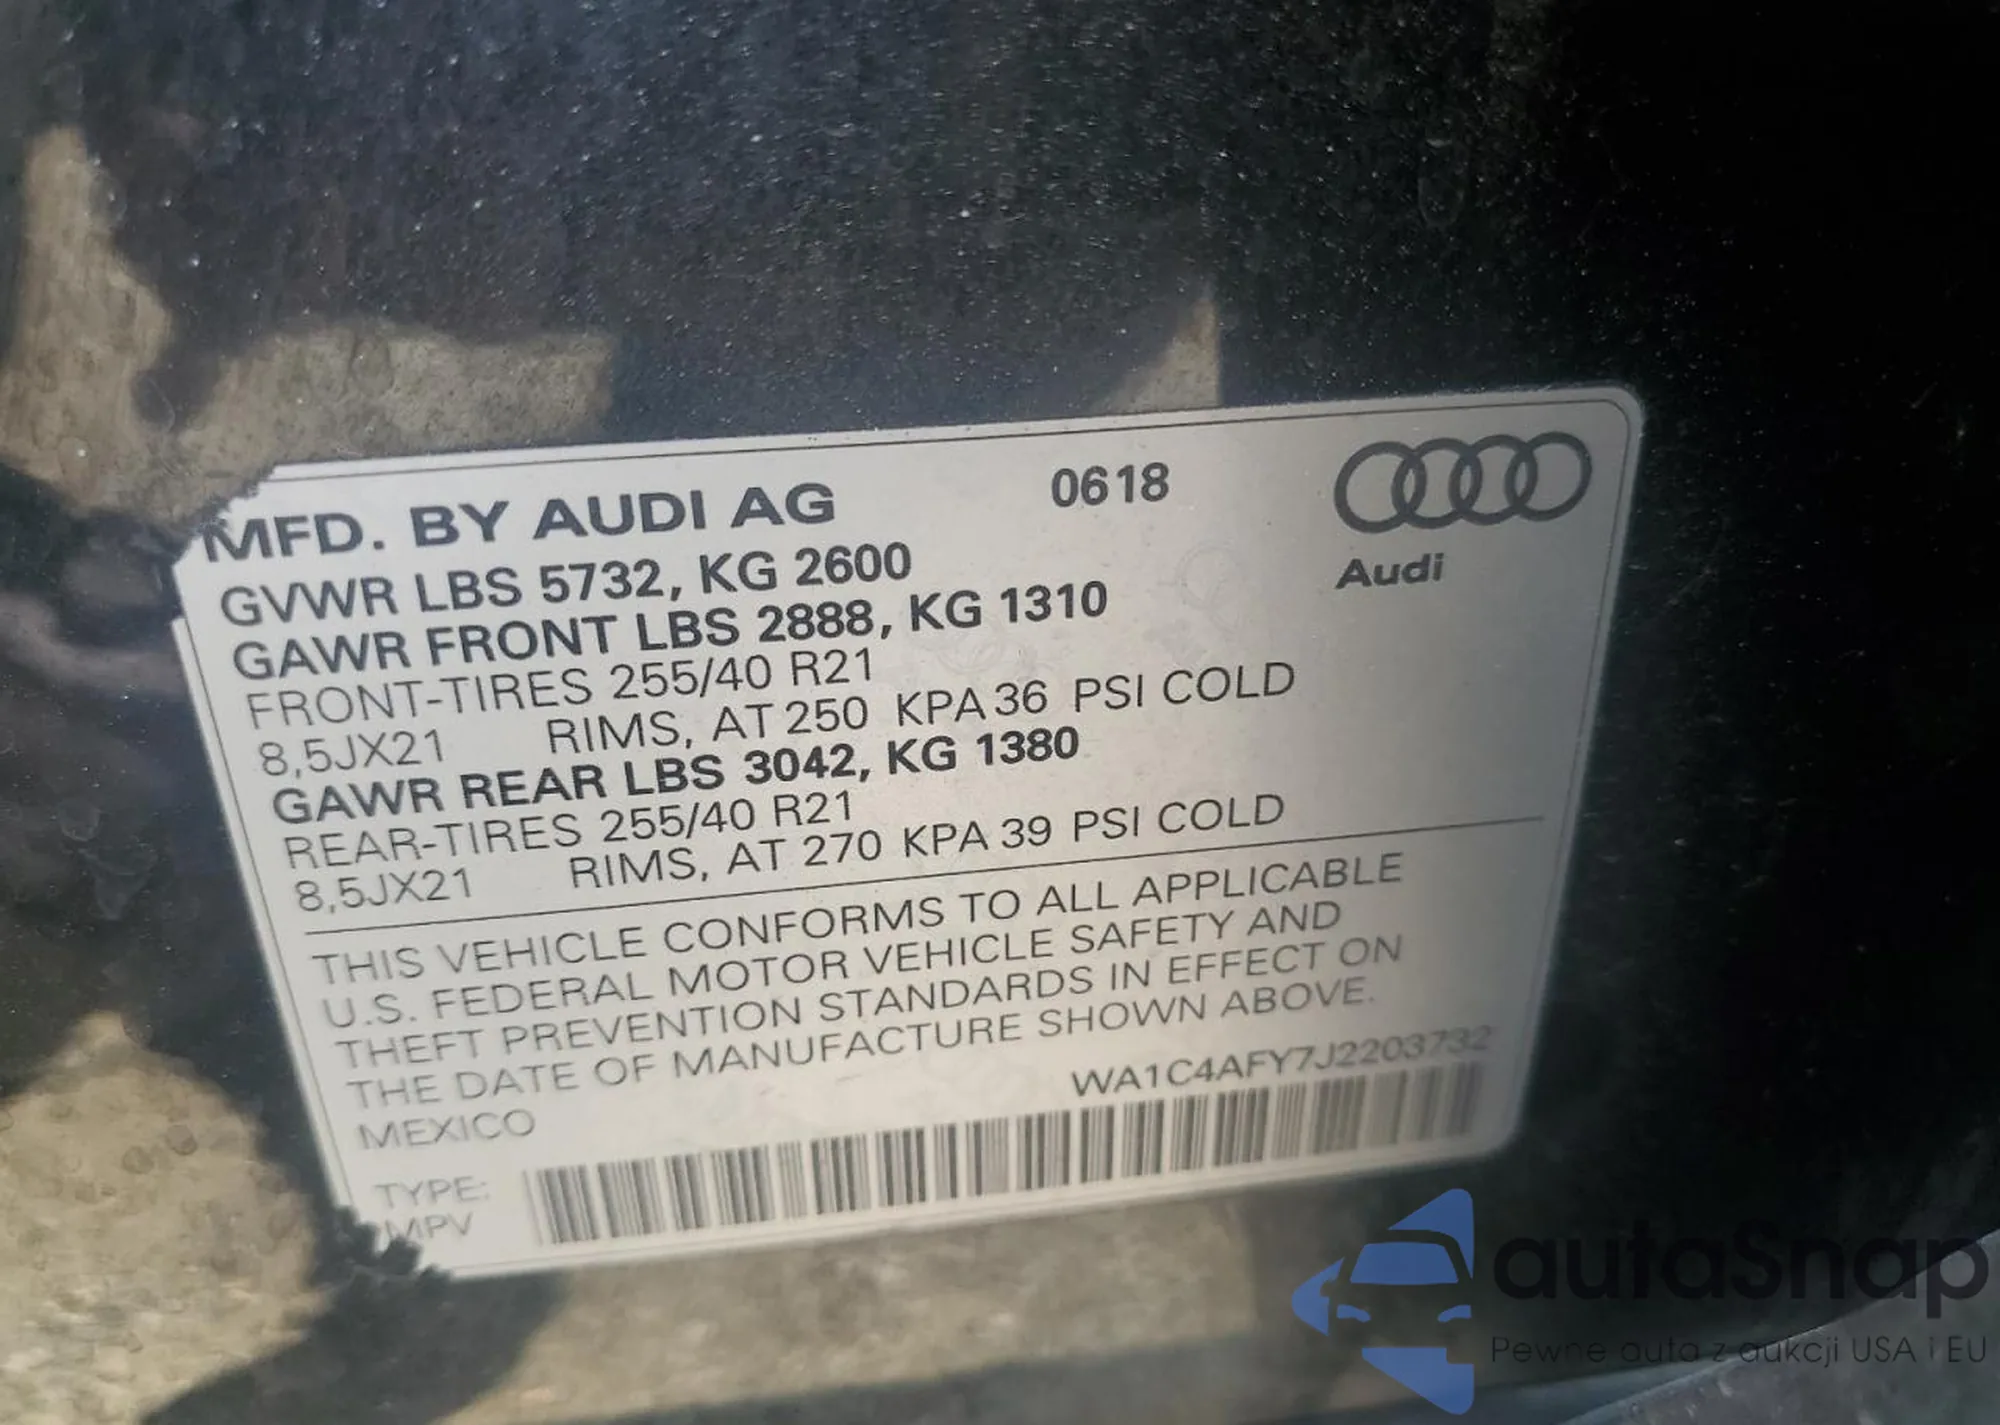 MFD. BY AUDI AG 0618
Audi
GVWR LBS 5732, KG 2600
GAWR FRONT LBS 2888, KG 1310
FRONT-TIRES 255/40 R21
8,5JX21 RIMS, AT 250 KPA 36 PSI COLD
GAWR REAR LBS 3042, KG 1380
REAR-TIRES 255/40 R21
8,5JX21 RIMS, AT 270 KPA 39 PSI COLD
THIS VEHICLE CONFORMS TO ALL APPLICABLE
U.S. FEDERAL MOTOR VEHICLE SAFETY AND
THEFT PREVENTION STANDARDS IN EFFECT ON
THE DATE OF MANUFACTURE SHOWN ABOVE.
MEXICO WA1C4AFY7J2203732
TYPE:
MPV
autaSnap
Pewne auta z aukcji USA i EU